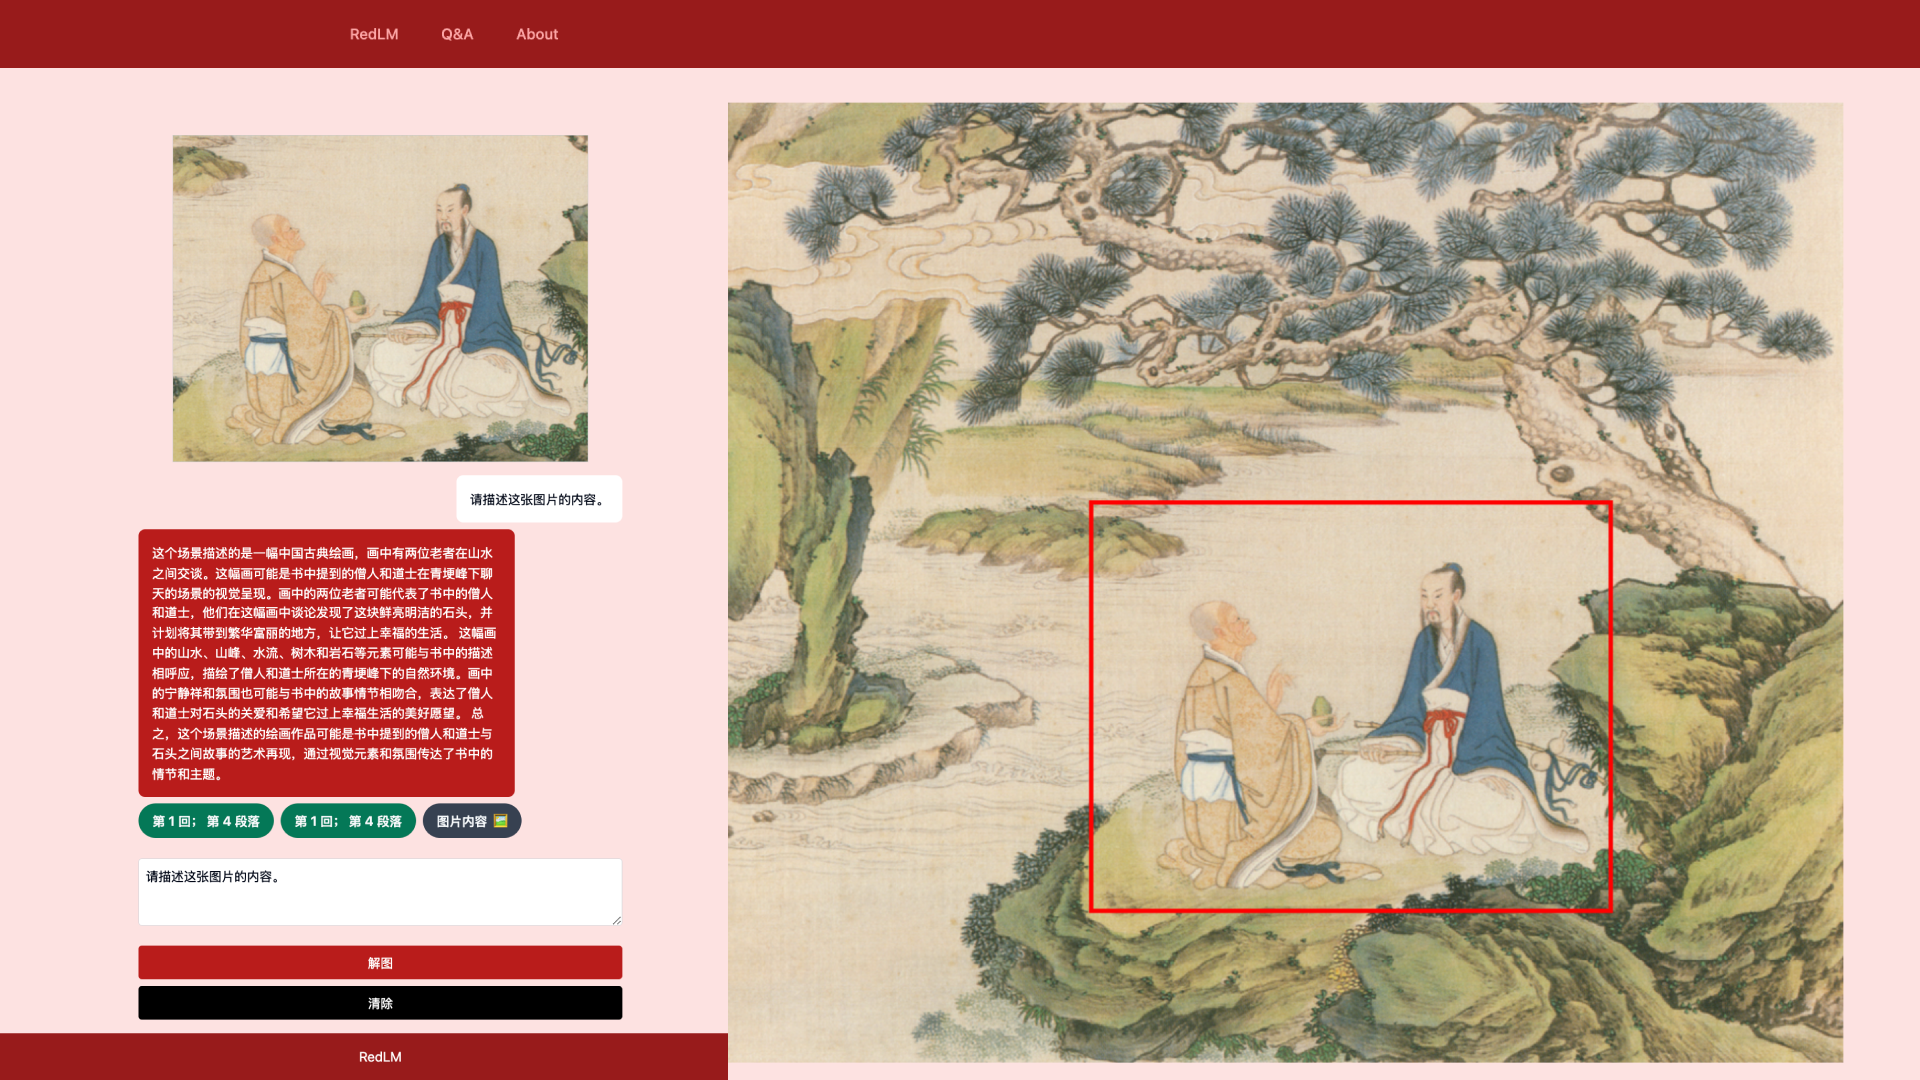 RedLM Q&A About
请描述这张图片的内容。
这个场景描述的是一幅中国古典绘画，画中有两位老者在山水
之间交谈。这幅画可能是书中提到的僧人和道士在青埂峰下聊
天的场景的视觉呈现。画中的两位老者可能代表了书中的僧人
和道士，他们在这幅画中谈论发现了这块鲜亮明洁的石头，并
计划将其带到繁华富丽的地方，让它过上幸福的生活。 这幅画
中的山水、山峰、水流、树木和岩石等元素可能与书中的描述
相呼应，描绘了僧人和道士所在的青埂峰下的自然环境。画中
的宁静祥和氛围也可能与书中的故事情节相吻合，表达了僧人
和道士对石头的关爱和希望它过上幸福生活的美好愿望。 总
之，这个场景描述的绘画作品可能是书中提到的僧人和道士与
石头之间故事的艺术再现，通过视觉元素和氛围传达了书中的
情节和主题。
第 1 回； 第 4 段落 第 1 回； 第 4 段落 图片内容 🖼️
请描述这张图片的内容。
解图
清除
RedLM